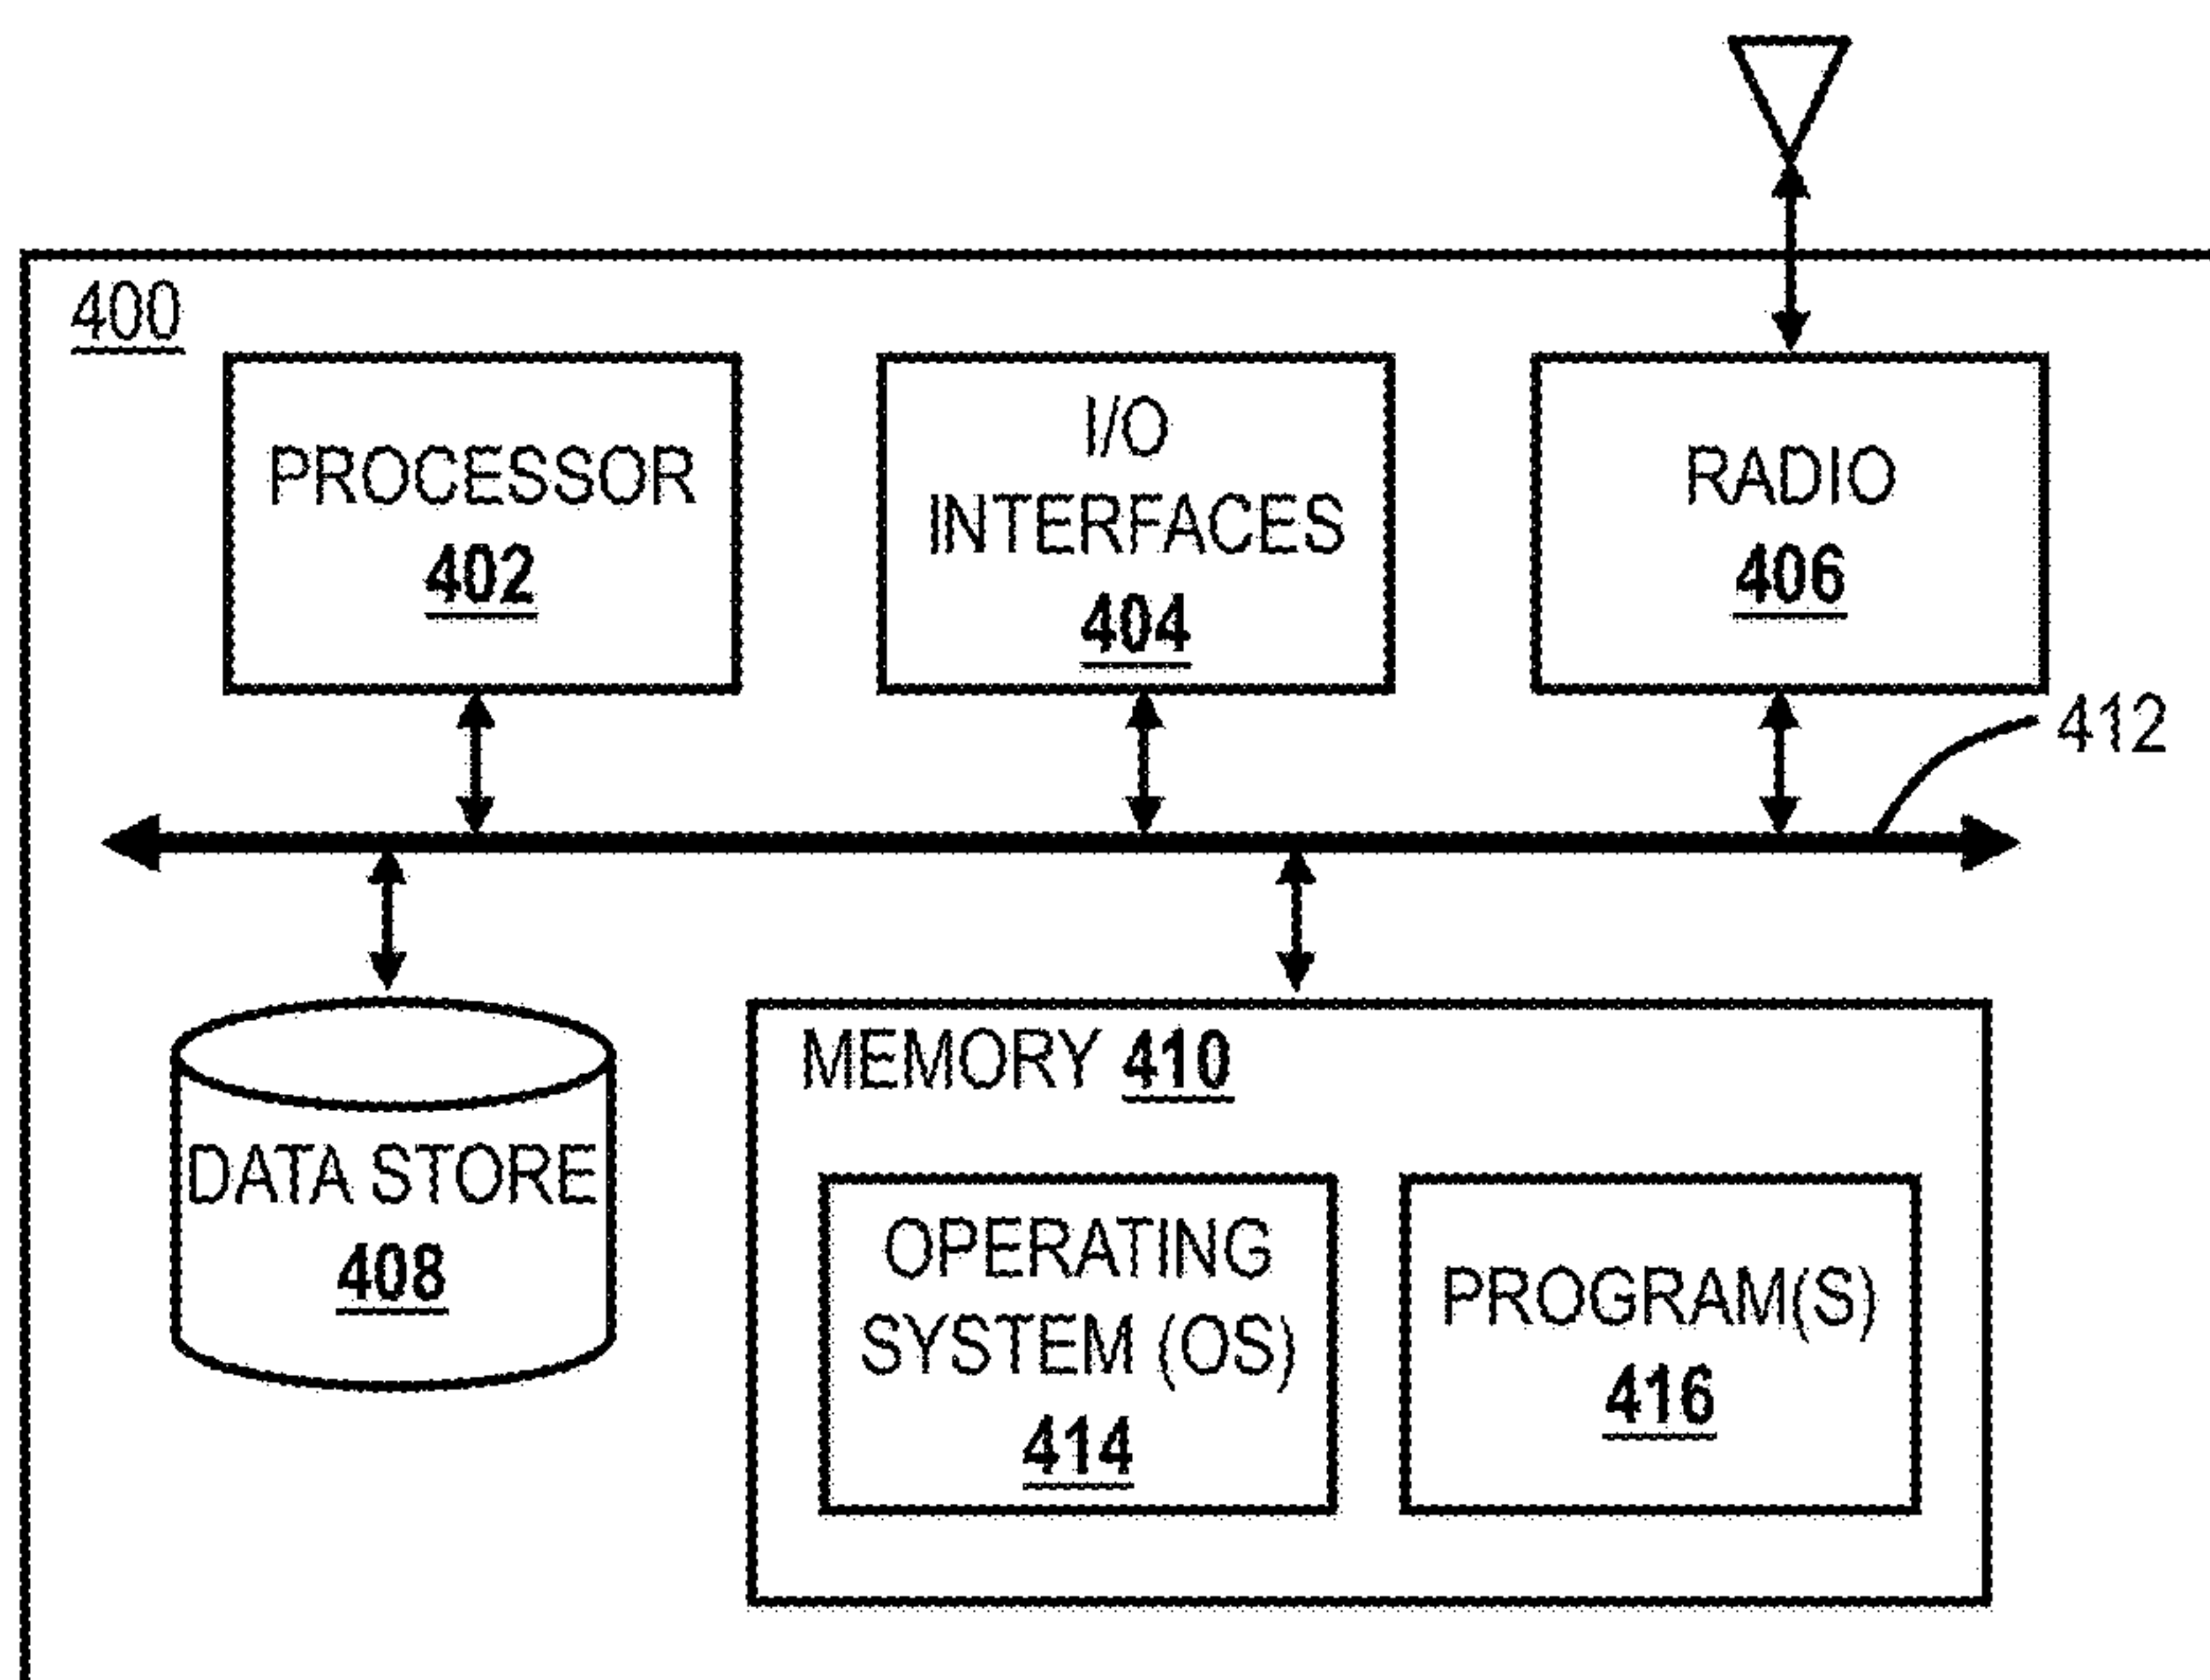 400
PROCESSOR
402
I/O
INTERFACES
404
RADIO
406
412
DATA STORE
408
MEMORY 410
OPERATING
SYSTEM (OS)
414
PROGRAM(S)
416